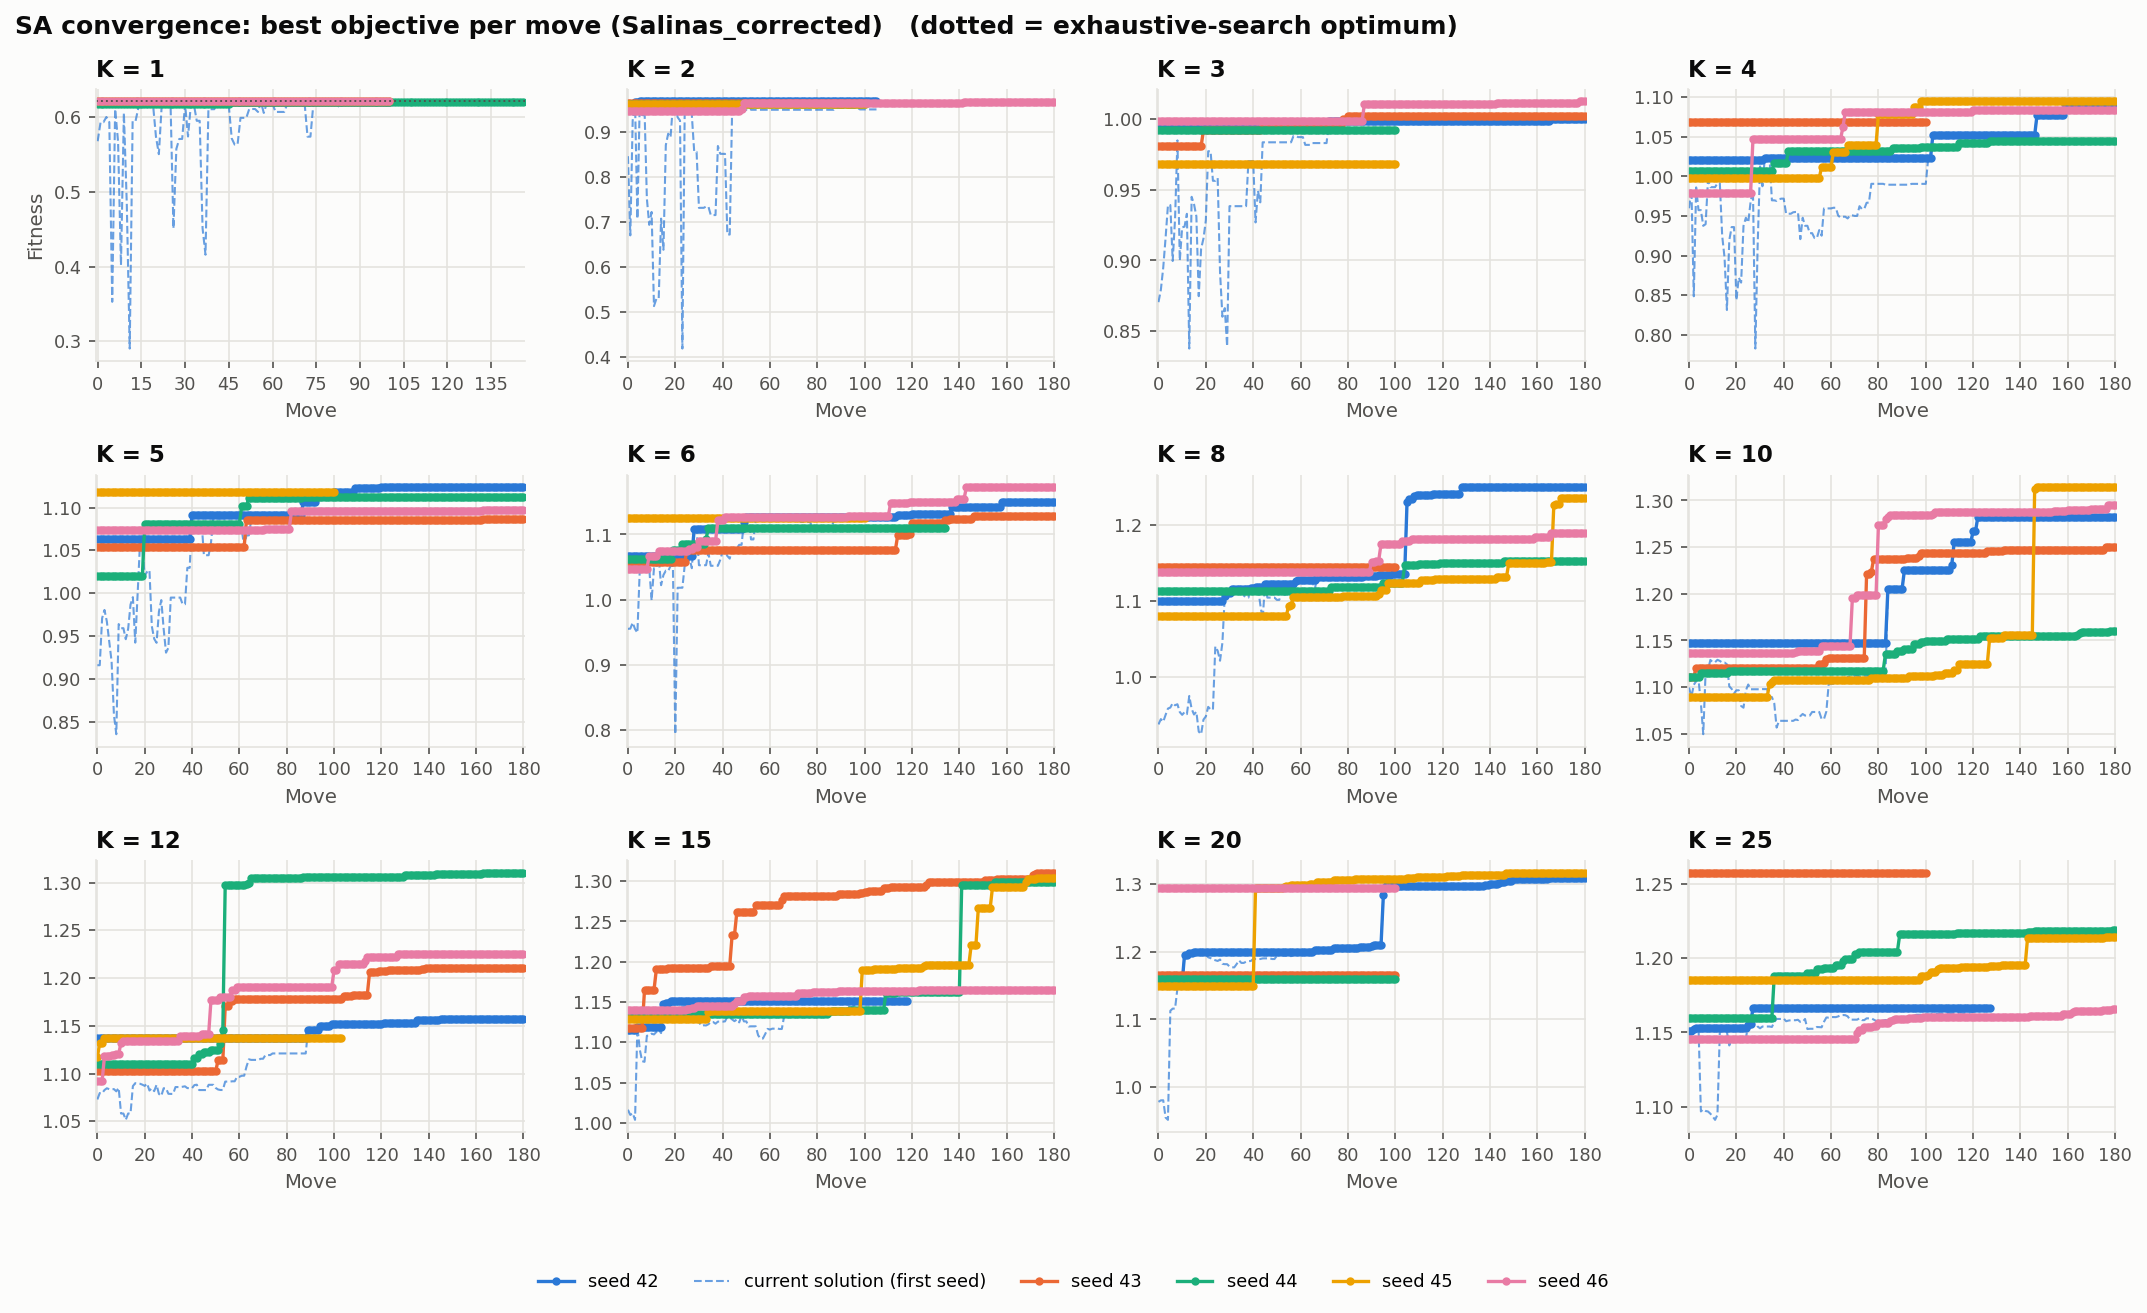 SA convergence: best objective per move (Salinas_corrected)   (dotted = exhaustive-search optimum)
K = 1
K = 2
K = 3
K = 4
Fitness
0.6
0.5
0.4
0.3
0 15 30 45 60 75 90 105 120 135
Move
0.9
0.8
0.7
0.6
0.5
0.4
0 20 40 60 80 100 120 140 160 180
Move
1.00
0.95
0.90
0.85
0 20 40 60 80 100 120 140 160 180
Move
1.10
1.05
1.00
0.95
0.90
0.85
0.80
0 20 40 60 80 100 120 140 160 180
Move
K = 5
K = 6
K = 8
K = 10
1.10
1.05
1.00
0.95
0.90
0.85
0 20 40 60 80 100 120 140 160 180
Move
1.1
1.0
0.9
0.8
0 20 40 60 80 100 120 140 160 180
Move
1.2
1.1
1.0
0 20 40 60 80 100 120 140 160 180
Move
1.30
1.25
1.20
1.15
1.10
1.05
0 20 40 60 80 100 120 140 160 180
Move
K = 12
K = 15
K = 20
K = 25
1.30
1.25
1.20
1.15
1.10
1.05
0 20 40 60 80 100 120 140 160 180
Move
1.30
1.25
1.20
1.15
1.10
1.05
1.00
0 20 40 60 80 100 120 140 160 180
Move
1.3
1.2
1.1
1.0
0 20 40 60 80 100 120 140 160 180
Move
1.25
1.20
1.15
1.10
0 20 40 60 80 100 120 140 160 180
Move
seed 42 current solution (first seed) seed 43 seed 44 seed 45 seed 46